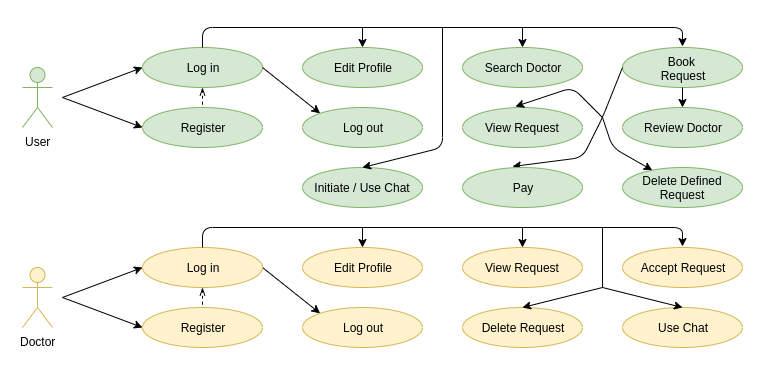 Log in
Edit Profile
Search Doctor
Book
Request
User
Register
Log out
View Request
Review Doctor
Initiate / Use Chat
Pay
Delete Defined
Request
Log in
Edit Profile
View Request
Accept Request
Doctor
Register
Log out
Delete Request
Use Chat